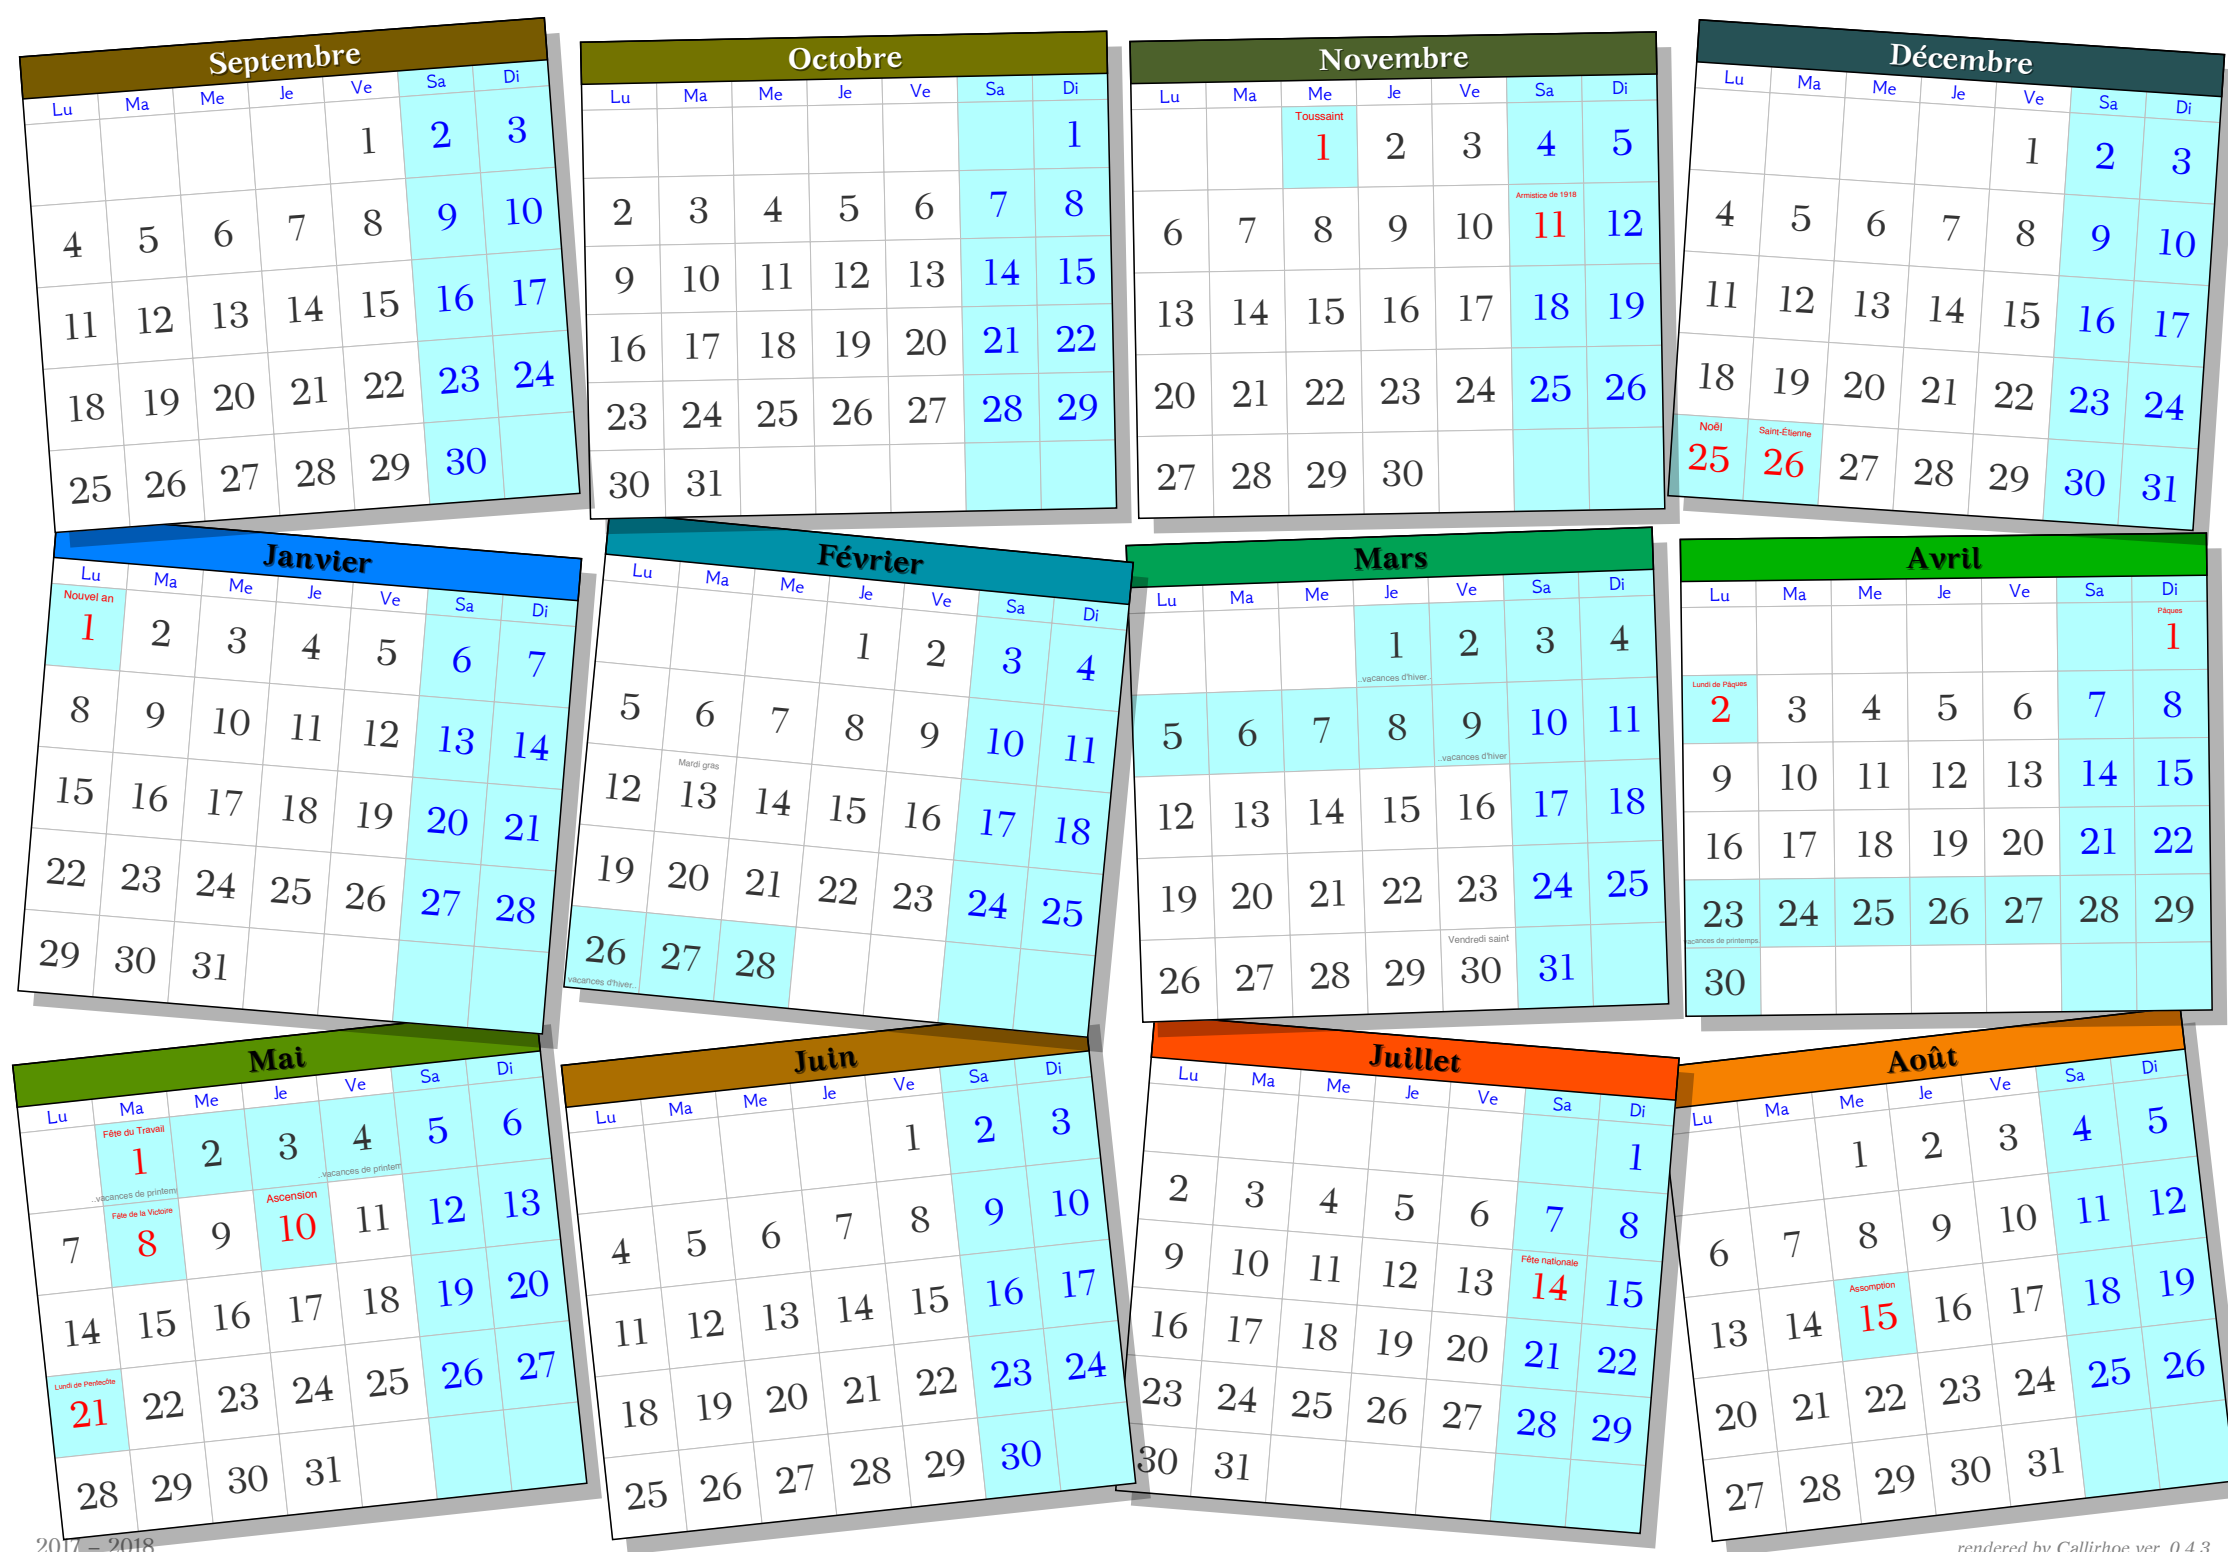 Septembre
Lu Ma Me Je Ve Sa Di
1 2 3
4 5 6 7 8 9 10
11 12 13 14 15 16 17
18 19 20 21 22 23 24
25 26 27 28 29 30
Octobre
Lu Ma Me Je Ve Sa Di
1
2 3 4 5 6 7 8
9 10 11 12 13 14 15
16 17 18 19 20 21 22
23 24 25 26 27 28 29
30 31
Novembre
Lu Ma Me Je Ve Sa Di
Toussaint
1 2 3 4 5
Armistice de 1918
6 7 8 9 10 11 12
13 14 15 16 17 18 19
20 21 22 23 24 25 26
27 28 29 30
Décembre
Lu Ma Me Je Ve Sa Di
1 2 3
4 5 6 7 8 9 10
11 12 13 14 15 16 17
18 19 20 21 22 23 24
Noël Saint-Étienne
25 26 27 28 29 30 31
Janvier
Lu Ma Me Je Ve Sa Di
Nouvel an
1 2 3 4 5 6 7
8 9 10 11 12 13 14
15 16 17 18 19 20 21
22 23 24 25 26 27 28
29 30 31
Février
Lu Ma Me Je Ve Sa Di
1 2 3 4
5 6 7 8 9 10 11
Mardi gras
12 13 14 15 16 17 18
19 20 21 22 23 24 25
26 27 28
vacances d'hiver..
Mars
Lu Ma Me Je Ve Sa Di
1 2 3 4
..vacances d'hiver..
5 6 7 8 9 10 11
..vacances d'hiver
12 13 14 15 16 17 18
19 20 21 22 23 24 25
Vendredi saint
26 27 28 29 30 31
Avril
Lu Ma Me Je Ve Sa Di
Pâques
1
Lundi de Pâques
2 3 4 5 6 7 8
9 10 11 12 13 14 15
16 17 18 19 20 21 22
23 24 25 26 27 28 29
vacances de printemps..
30
Mai
Lu Ma Me Je Ve Sa Di
Fête du Travail
1 2 3 4 5 6
..vacances de printem ..vacances de printem
Fête de la Victoire Ascension
7 8 9 10 11 12 13
14 15 16 17 18 19 20
Lundi de Pentecôte
21 22 23 24 25 26 27
28 29 30 31
Juin
Lu Ma Me Je Ve Sa Di
1 2 3
4 5 6 7 8 9 10
11 12 13 14 15 16 17
18 19 20 21 22 23 24
25 26 27 28 29 30
Juillet
Lu Ma Me Je Ve Sa Di
1
2 3 4 5 6 7 8
Fête nationale
9 10 11 12 13 14 15
16 17 18 19 20 21 22
23 24 25 26 27 28 29
30 31
Août
Lu Ma Me Je Ve Sa Di
1 2 3 4 5
6 7 8 9 10 11 12
Assomption
13 14 15 16 17 18 19
20 21 22 23 24 25 26
27 28 29 30 31
2017 – 2018
rendered by Callirhoe ver. 0.4.3